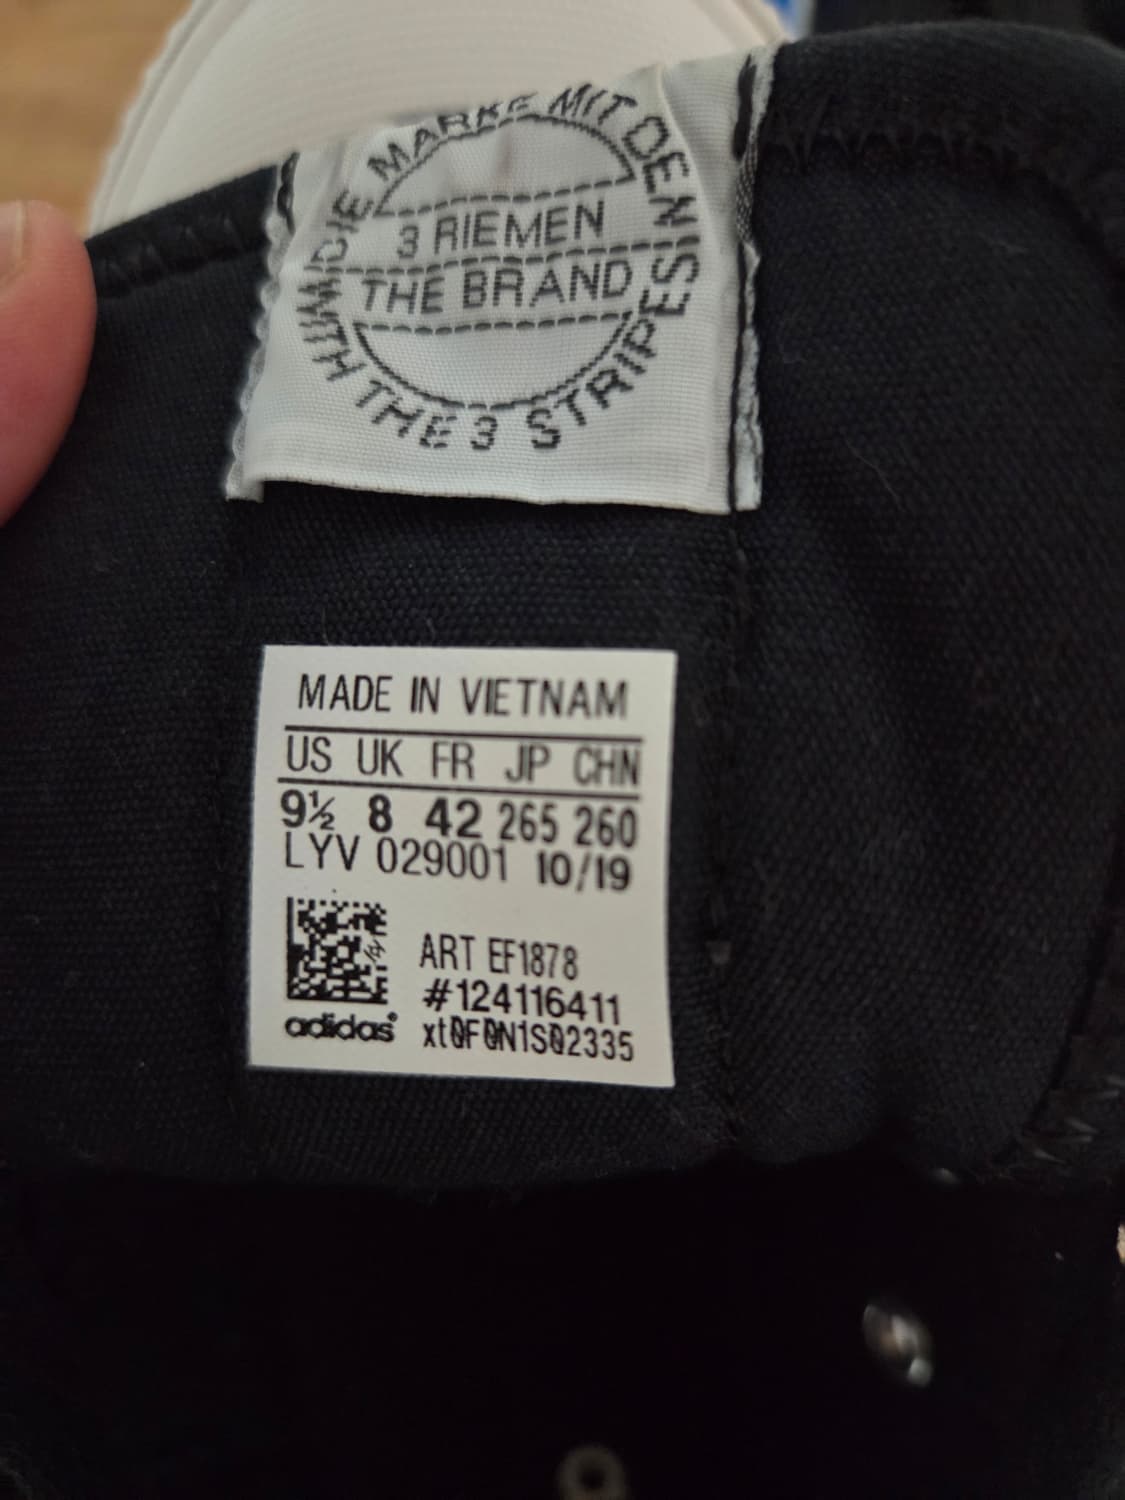 DIE MARKE MIT DEN
3 RIEMEN
THE BRAND
WITH THE 3 STRIPES
MADE IN VIETNAM
US UK FR JP CHN
9½ 8 42 265 260
LYV 029001 10/19
ART EF1878
#124116411
adidas® xt0F0N1S02335